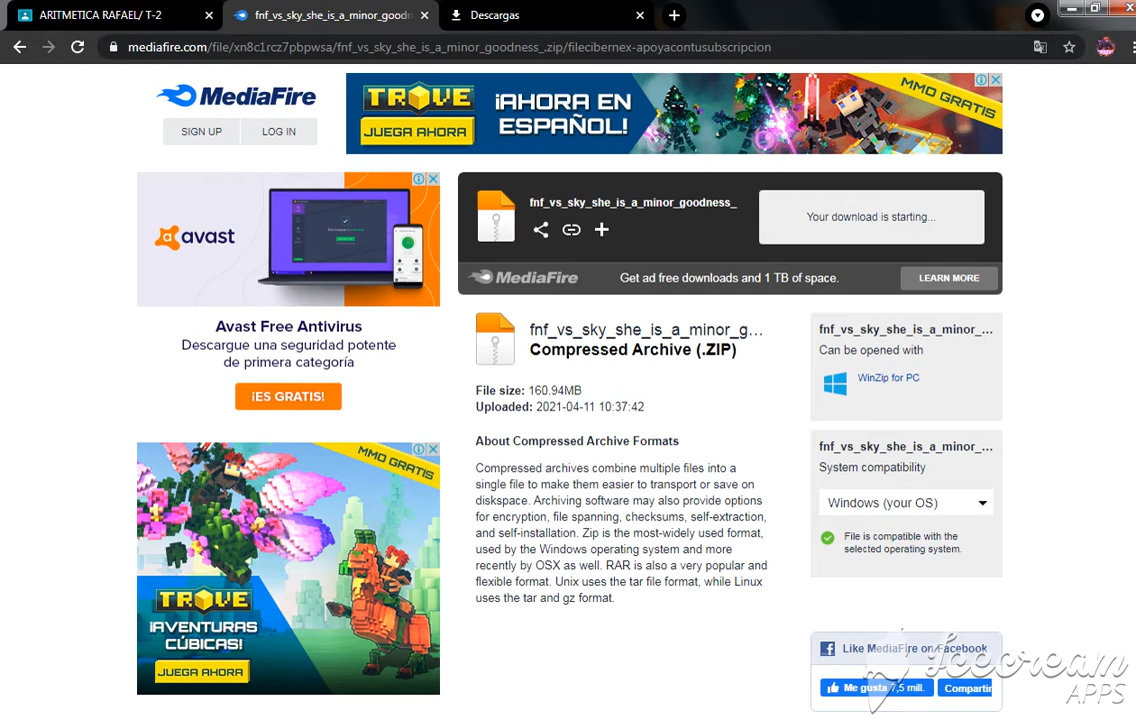 ARITMETICA RAFAEL/ T-2
fnf_vs_sky_she_is_a_minor_goodn
Descargas
mediafire.com/file/xn8c1rcz7pbpwsa/fnf_vs_sky_she_is_a_minor_goodness_zip/filecibernex-apoyacontusubscripcion
MediaFire
SIGN UP
LOG IN
TROVE
JUEGA AHORA
¡AHORA EN
ESPAÑOL!
MMO GRATIS
avast
Avast Free Antivirus
Descargue una seguridad potente
de primera categoría
¡ES GRATIS!
fnf_vs_sky_she_is_a_minor_goodness_
Your download is starting...
MediaFire
Get ad free downloads and 1 TB of space.
LEARN MORE
fnf_vs_sky_she_is_a_minor_g...
Compressed Archive (.ZIP)
File size: 160.94MB
Uploaded: 2021-04-11 10:37:42
About Compressed Archive Formats
Compressed archives combine multiple files into a
single file to make them easier to transport or save on
diskspace. Archiving software may also provide options
for encryption, file spanning, checksums, self-extraction,
and self-installation. Zip is the most-widely used format,
used by the Windows operating system and more
recently by OSX as well. RAR is also a very popular and
flexible format. Unix uses the tar file format, while Linux
uses the tar and gz format.
fnf_vs_sky_she_is_a_minor_...
Can be opened with
WinZip for PC
fnf_vs_sky_she_is_a_minor_...
System compatibility
Windows (your OS)
File is compatible with the
selected operating system.
MMO GRATIS
TROVE
¡AVENTURAS
CÚBICAS!
JUEGA AHORA
Like MediaFire on Facebook
Me gusta 7,5 mill.
Compartir
Icecream
APPS